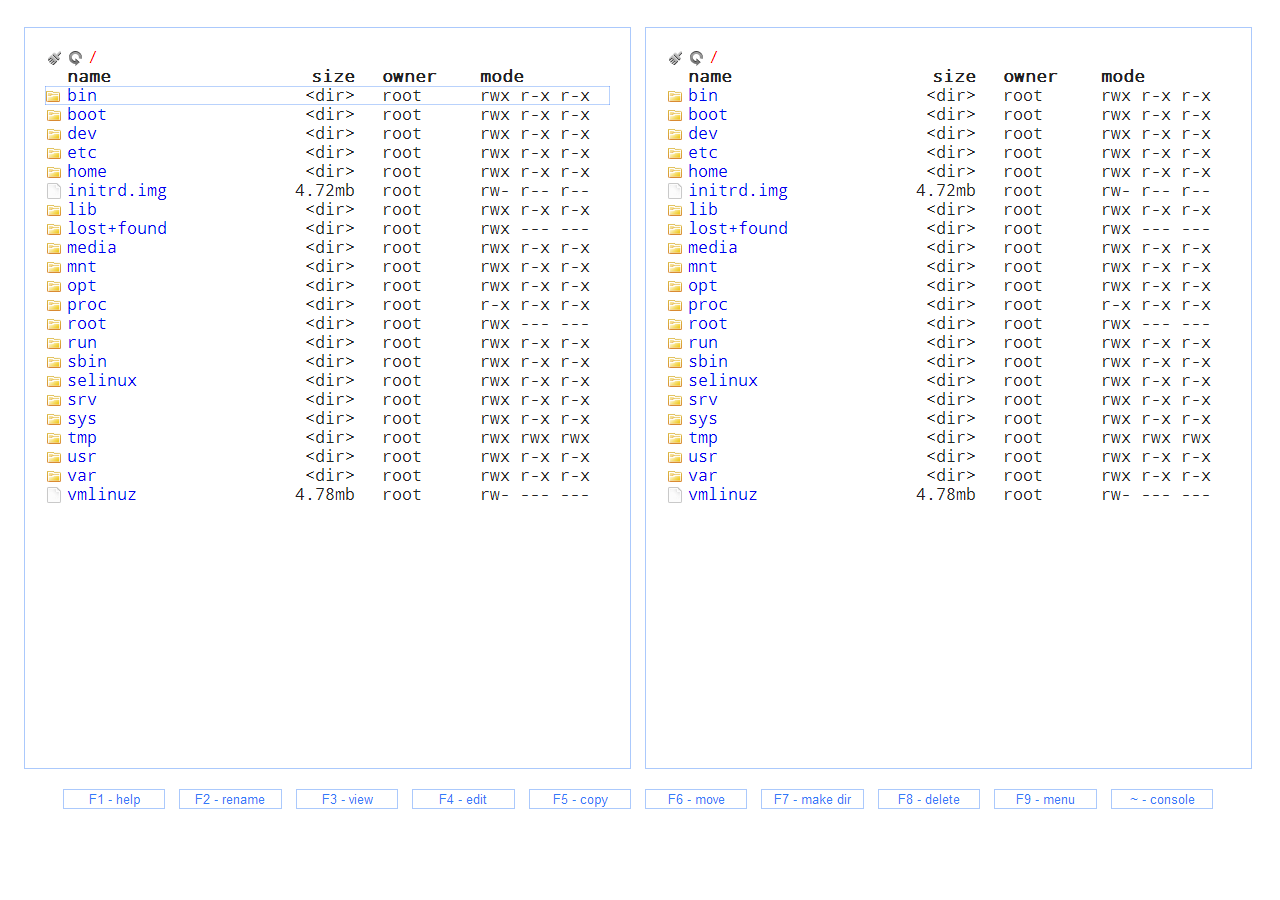 /
name size owner mode
bin <dir> root rwx r-x r-x
boot <dir> root rwx r-x r-x
dev <dir> root rwx r-x r-x
etc <dir> root rwx r-x r-x
home <dir> root rwx r-x r-x
initrd.img 4.72mb root rw- r-- r--
lib <dir> root rwx r-x r-x
lost+found <dir> root rwx --- ---
media <dir> root rwx r-x r-x
mnt <dir> root rwx r-x r-x
opt <dir> root rwx r-x r-x
proc <dir> root r-x r-x r-x
root <dir> root rwx --- ---
run <dir> root rwx r-x r-x
sbin <dir> root rwx r-x r-x
selinux <dir> root rwx r-x r-x
srv <dir> root rwx r-x r-x
sys <dir> root rwx r-x r-x
tmp <dir> root rwx rwx rwx
usr <dir> root rwx r-x r-x
var <dir> root rwx r-x r-x
vmlinuz 4.78mb root rw- --- ---
/
name size owner mode
bin <dir> root rwx r-x r-x
boot <dir> root rwx r-x r-x
dev <dir> root rwx r-x r-x
etc <dir> root rwx r-x r-x
home <dir> root rwx r-x r-x
initrd.img 4.72mb root rw- r-- r--
lib <dir> root rwx r-x r-x
lost+found <dir> root rwx --- ---
media <dir> root rwx r-x r-x
mnt <dir> root rwx r-x r-x
opt <dir> root rwx r-x r-x
proc <dir> root r-x r-x r-x
root <dir> root rwx --- ---
run <dir> root rwx r-x r-x
sbin <dir> root rwx r-x r-x
selinux <dir> root rwx r-x r-x
srv <dir> root rwx r-x r-x
sys <dir> root rwx r-x r-x
tmp <dir> root rwx rwx rwx
usr <dir> root rwx r-x r-x
var <dir> root rwx r-x r-x
vmlinuz 4.78mb root rw- --- ---
F1 - help F2 - rename F3 - view F4 - edit F5 - copy F6 - move F7 - make dir F8 - delete F9 - menu ~ - console